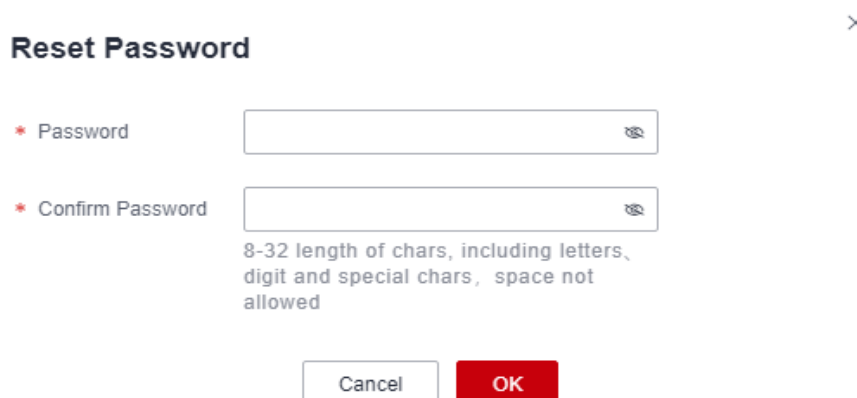 Reset Password
* Password
* Confirm Password
8-32 length of chars, including letters、
digit and special chars， space not
allowed
Cancel
OK